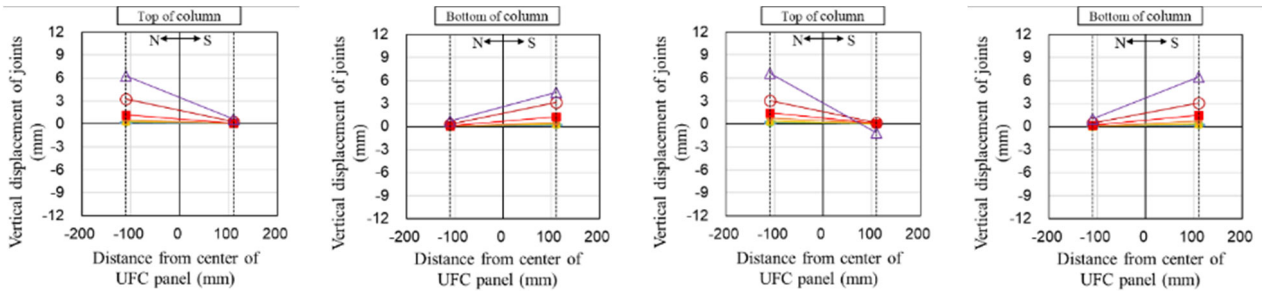 Top of column
Vertical displacement of joints
(mm)
12
9
6
3
0
-3
-6
-9
-12
N S
-200 -100 0 100 200
Distance from center of
UFC panel (mm)
Bottom of column
Vertical displacement of joints
(mm)
12
9
6
3
0
-3
-6
-9
-12
N S
-200 -100 0 100 200
Distance from center of
UFC panel (mm)
Top of column
Vertical displacement of joints
(mm)
12
9
6
3
0
-3
-6
-9
-12
N S
-200 -100 0 100 200
Distance from center of
UFC panel (mm)
Bottom of column
Vertical displacement of joints
(mm)
12
9
6
3
0
-3
-6
-9
-12
N S
-200 -100 0 100 200
Distance from center of
UFC panel (mm)